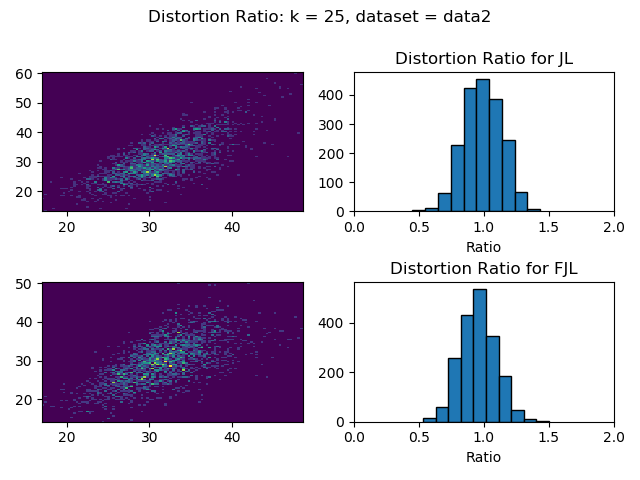 Distortion Ratio: k = 25, dataset = data2
Distortion Ratio for JL
60
50
40
30
20
20 30 40
400
300
200
100
0
0.0 0.5 1.0 1.5 2.0
Ratio
Distortion Ratio for FJL
50
40
30
20
20 30 40
400
200
0
0.0 0.5 1.0 1.5 2.0
Ratio